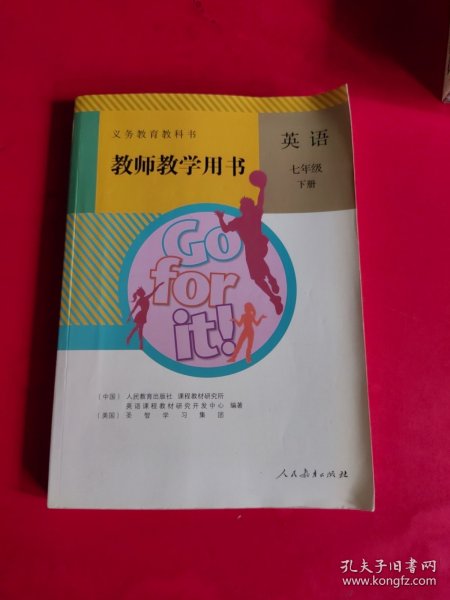 义务教育教科书
教师教学用书
英语
七年级
下册
Go
for
it!
（中国） 人民教育出版社 课程教材研究所
英语课程教材研究开发中心 编著
（美国） 圣智学习集团
人民教育出版社
孔夫子旧书网
www.kongfz.com